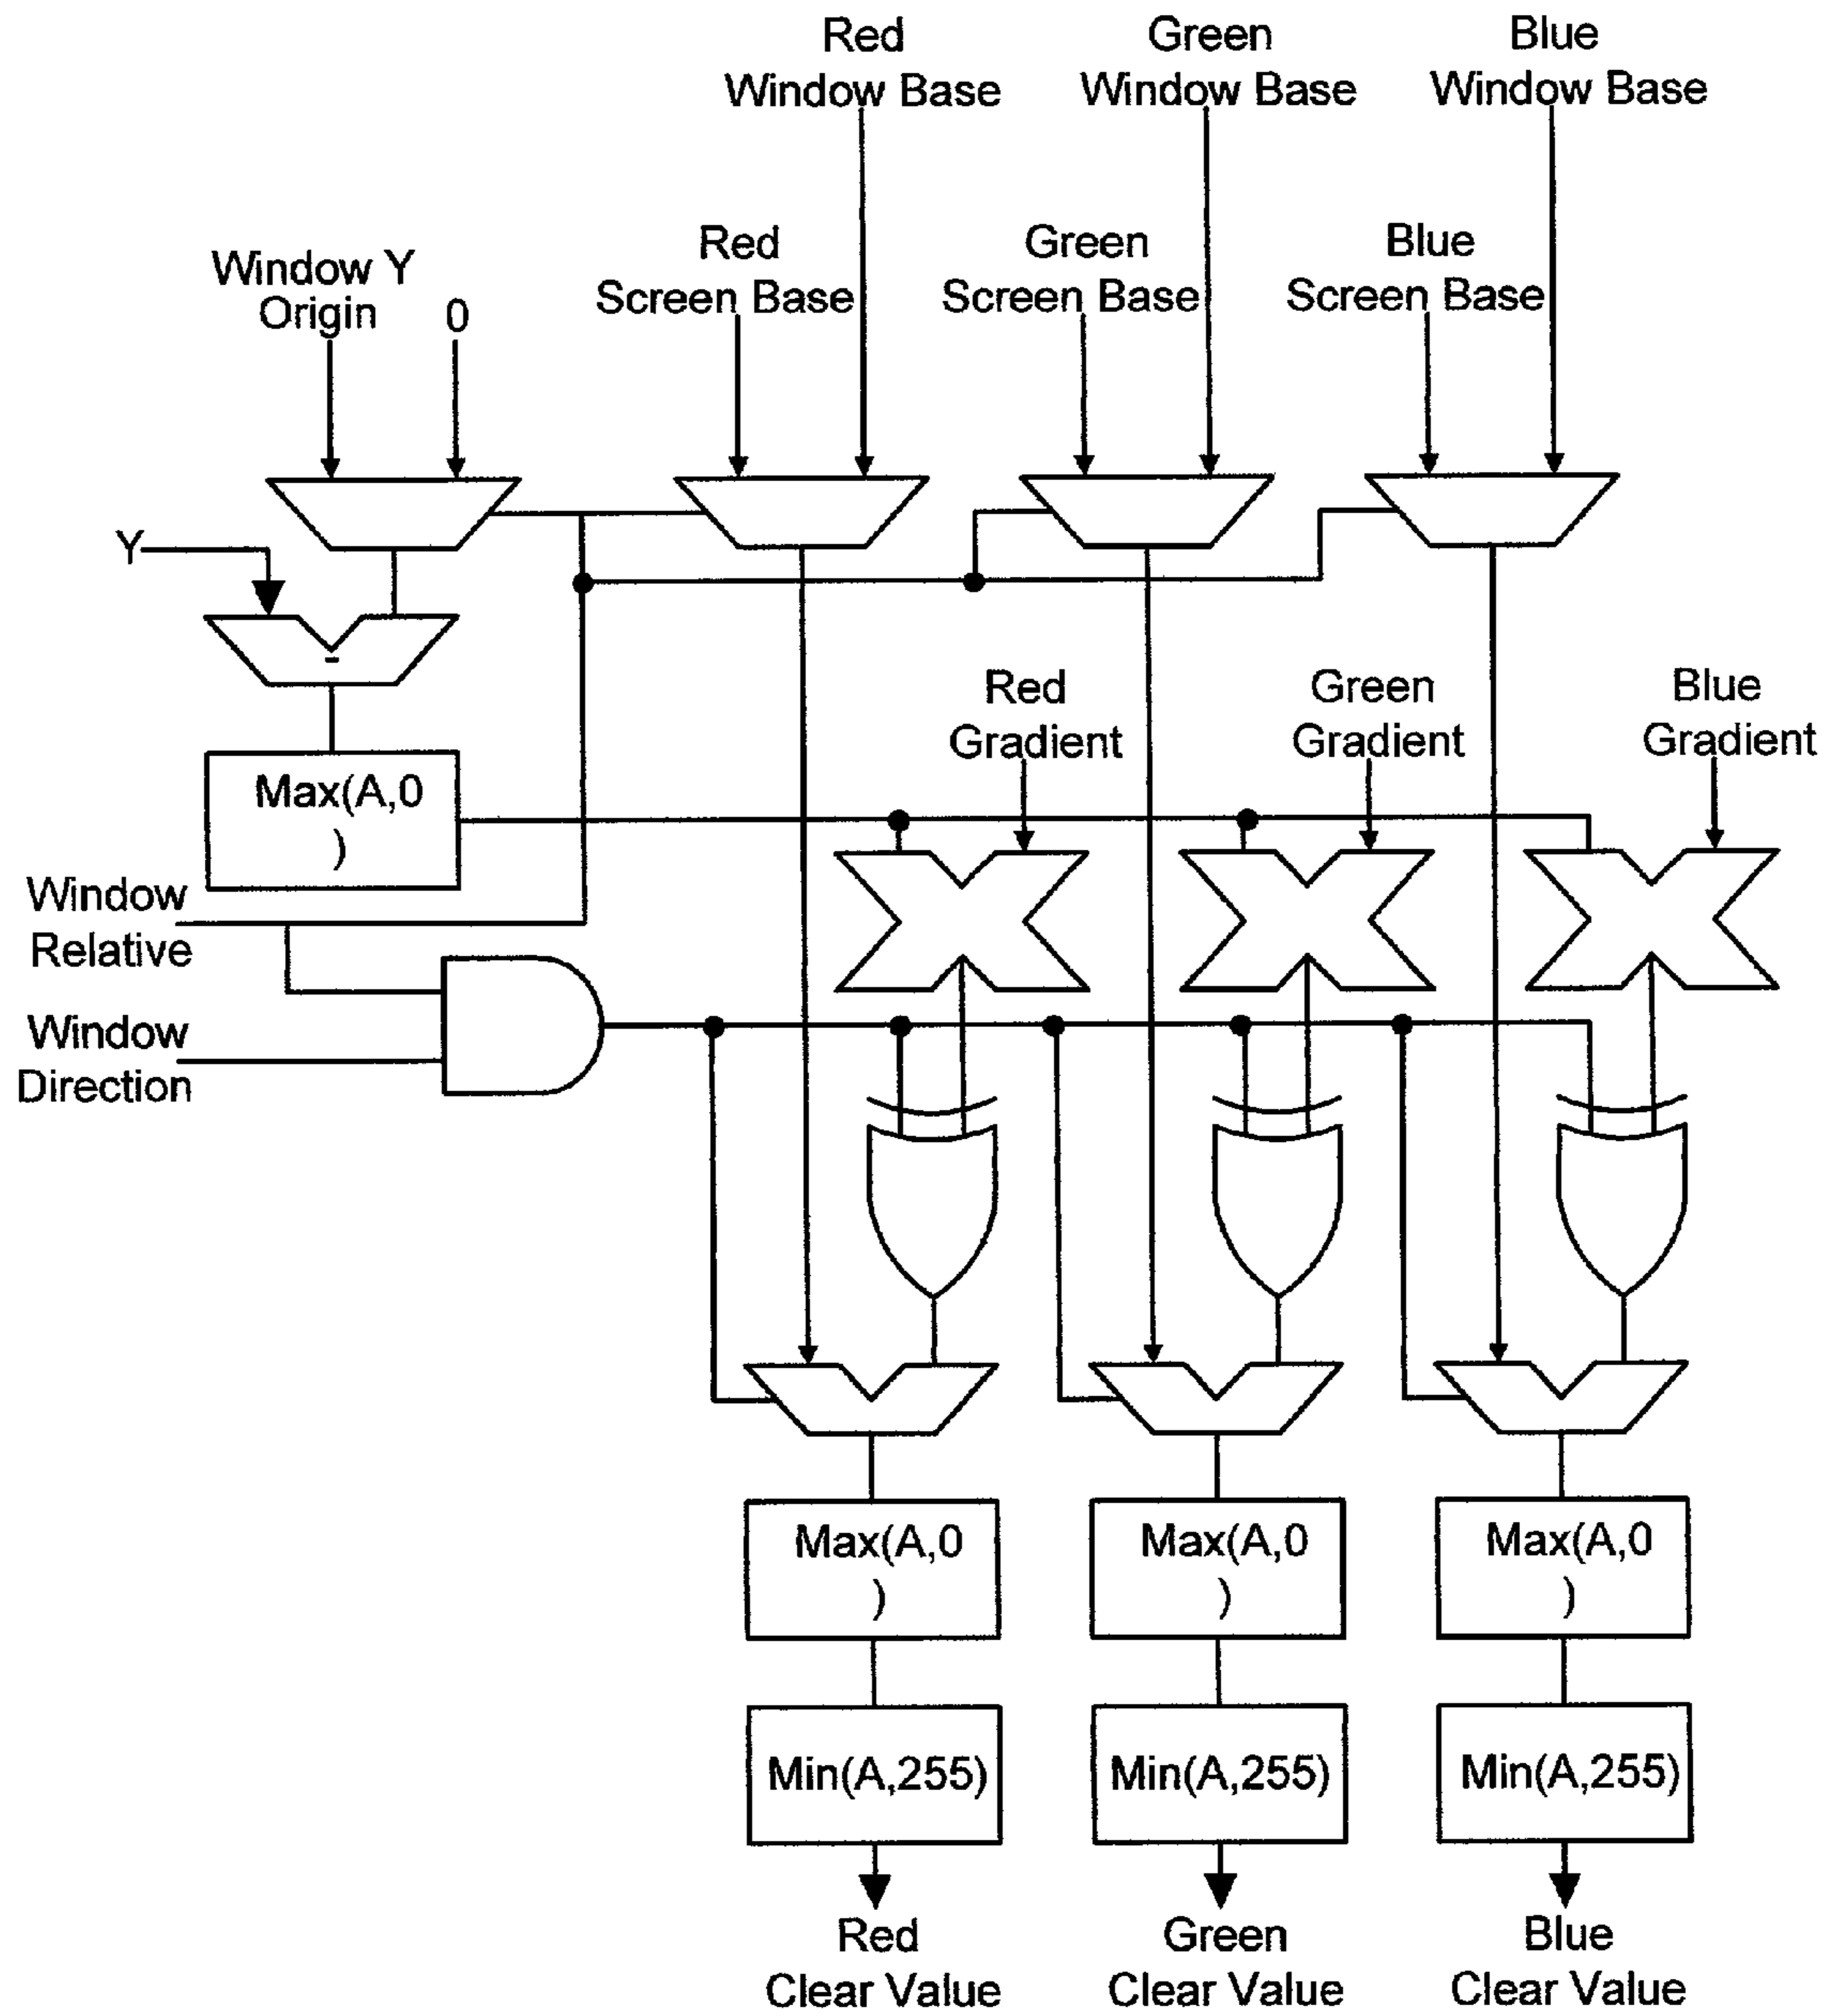 Red
Window Base
Green
Window Base
Blue
Window Base
Red
Screen Base
Green
Screen Base
Blue
Screen Base
Window Y
Origin
0
Y
-
Red
Gradient
Green
Gradient
Blue
Gradient
Max(A,0
)
Window
Relative
Window
Direction
Max(A,0
)
Max(A,0
)
Max(A,0
)
Min(A,255)
Min(A,255)
Min(A,255)
Red
Clear Value
Green
Clear Value
Blue
Clear Value